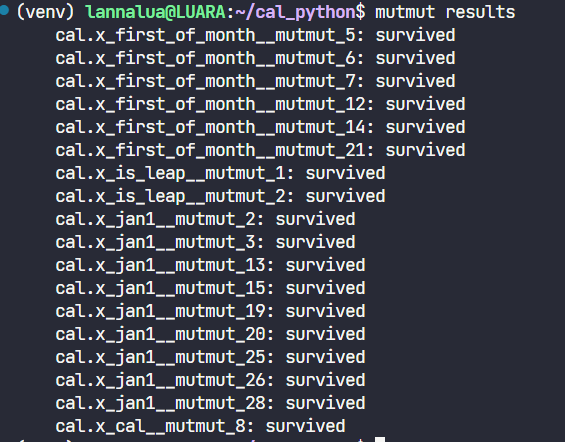 (venv) lannalua@LUARA:~/cal_python$ mutmut results
cal.x_first_of_month__mutmut_5: survived
cal.x_first_of_month__mutmut_6: survived
cal.x_first_of_month__mutmut_7: survived
cal.x_first_of_month__mutmut_12: survived
cal.x_first_of_month__mutmut_14: survived
cal.x_first_of_month__mutmut_21: survived
cal.x_is_leap__mutmut_1: survived
cal.x_is_leap__mutmut_2: survived
cal.x_jan1__mutmut_2: survived
cal.x_jan1__mutmut_3: survived
cal.x_jan1__mutmut_13: survived
cal.x_jan1__mutmut_15: survived
cal.x_jan1__mutmut_19: survived
cal.x_jan1__mutmut_20: survived
cal.x_jan1__mutmut_25: survived
cal.x_jan1__mutmut_26: survived
cal.x_jan1__mutmut_28: survived
cal.x_cal__mutmut_8: survived